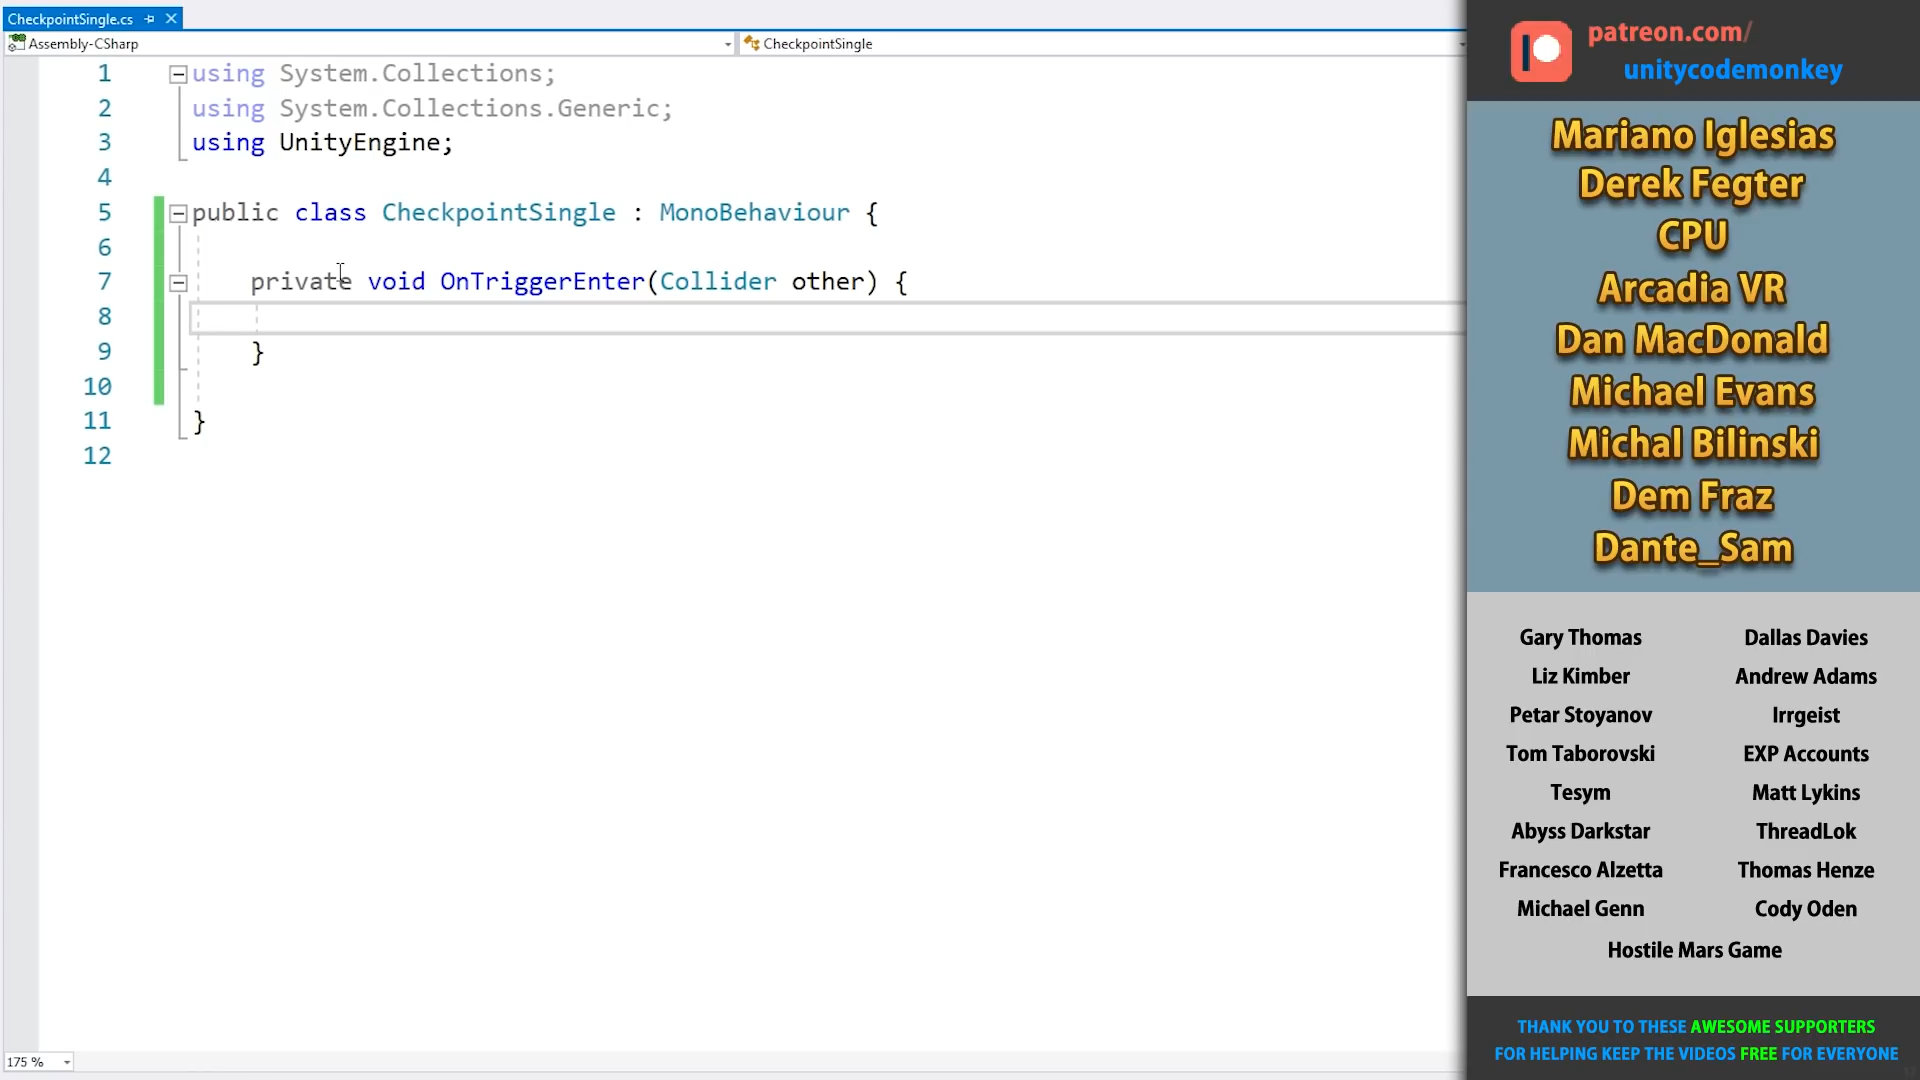 CheckpointSingle.cs
Assembly-CSharp
CheckpointSingle
1 using System.Collections;
2 using System.Collections.Generic;
3 using UnityEngine;
4
5 public class CheckpointSingle : MonoBehaviour {
6
7 private void OnTriggerEnter(Collider other) {
8
9 }
10
11 }
12
175 %
patreon.com/
unitycodemonkey
Mariano Iglesias
Derek Fegter
CPU
Arcadia VR
Dan MacDonald
Michael Evans
Michal Bilinski
Dem Fraz
Dante_Sam
Gary Thomas Dallas Davies
Liz Kimber Andrew Adams
Petar Stoyanov Irrgeist
Tom Taborovski EXP Accounts
Tesym Matt Lykins
Abyss Darkstar ThreadLok
Francesco Alzetta Thomas Henze
Michael Genn Cody Oden
Hostile Mars Game
THANK YOU TO THESE AWESOME SUPPORTERS
FOR HELPING KEEP THE VIDEOS FREE FOR EVERYONE